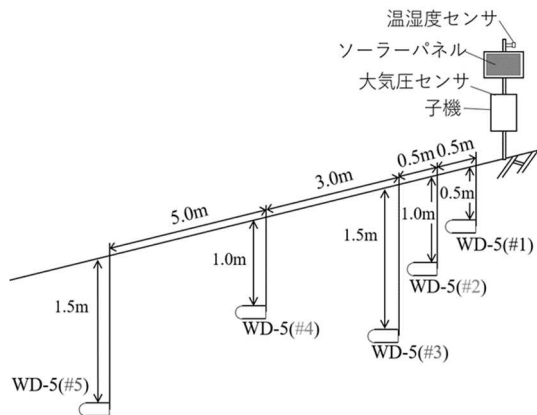 温湿度センサ
ソーラーパネル
大気圧センサ
子機
0.5m
0.5m
3.0m
5.0m
0.5m
1.0m
1.5m
1.0m
1.5m
WD-5(#1)
WD-5(#2)
WD-5(#4)
WD-5(#3)
WD-5(#5)